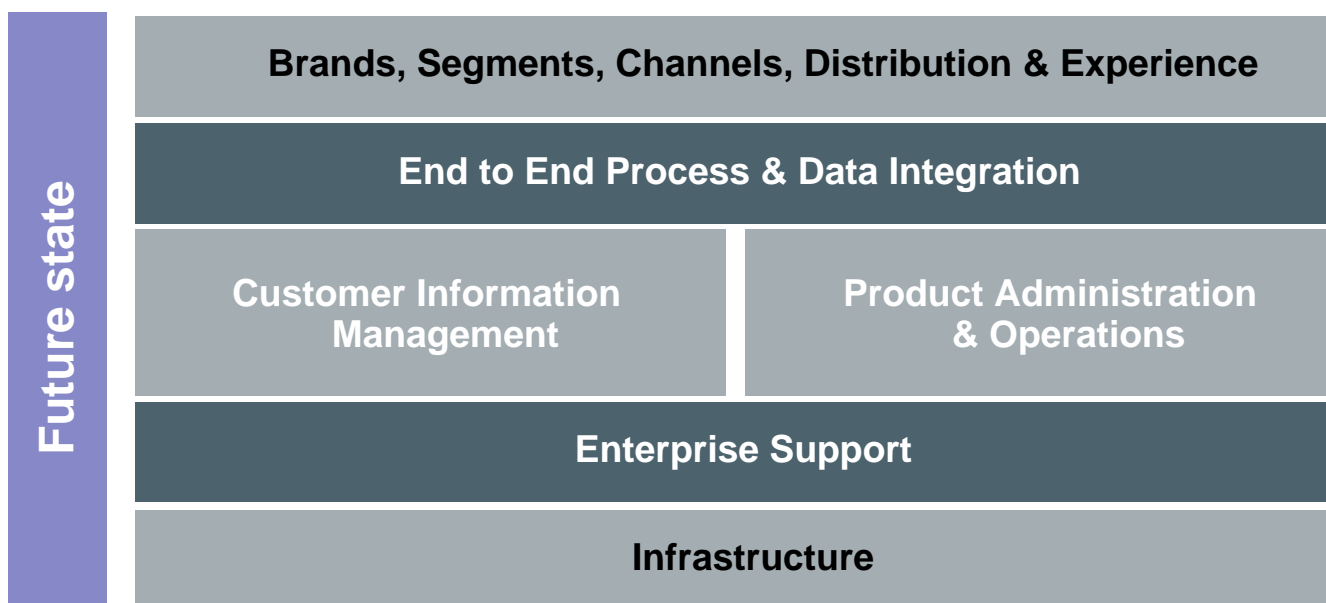 Future state
Brands, Segments, Channels, Distribution & Experience
End to End Process & Data Integration
Customer Information
Management
Product Administration
& Operations
Enterprise Support
Infrastructure